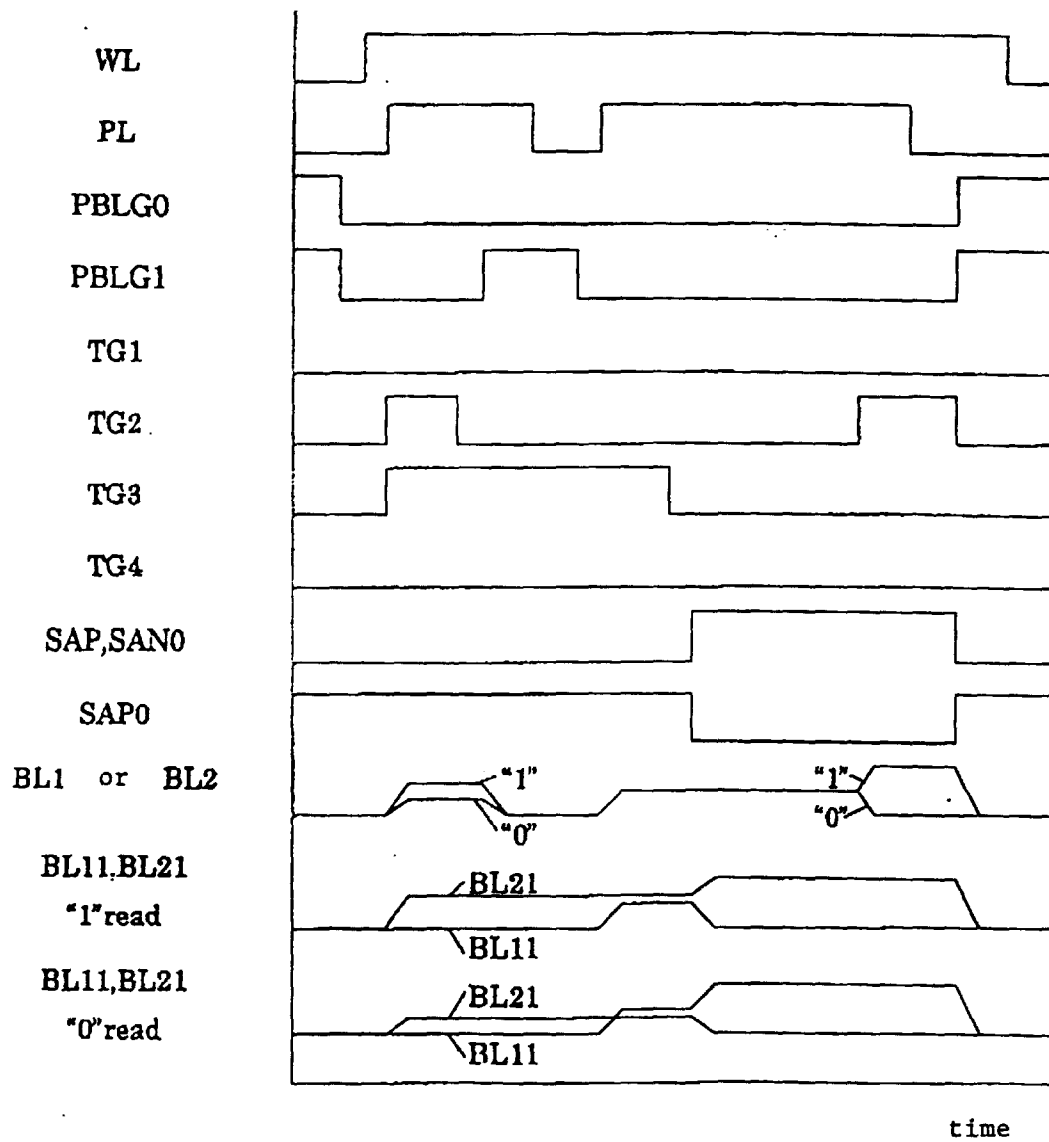 WL
PL
PBLG0
PBLG1
TG1
TG2
TG3
TG4
SAP,SAN0
SAP0
BL1 or BL2
"1"
"0"
"1"
"0"
BL11,BL21
"1"read
BL21
BL11
BL11,BL21
"0"read
BL21
BL11
time